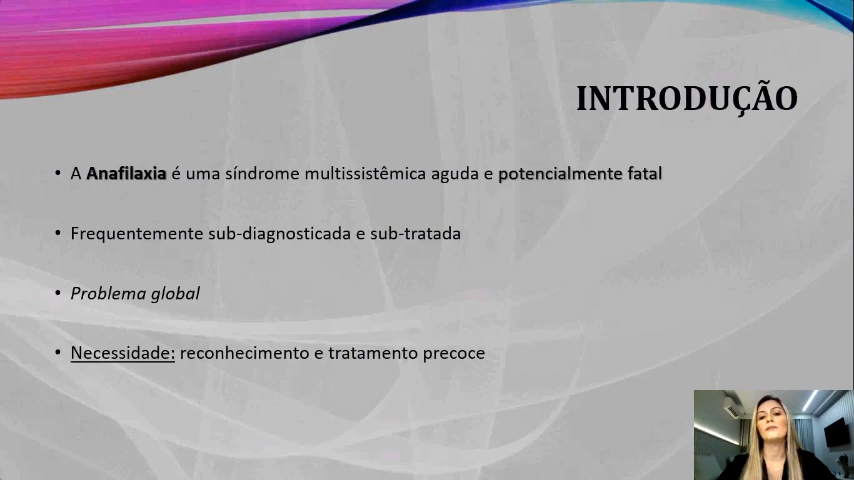 INTRODUÇÃO
• A Anafilaxia é uma síndrome multissistêmica aguda e potencialmente fatal
• Frequentemente sub-diagnosticada e sub-tratada
• Problema global
• Necessidade: reconhecimento e tratamento precoce